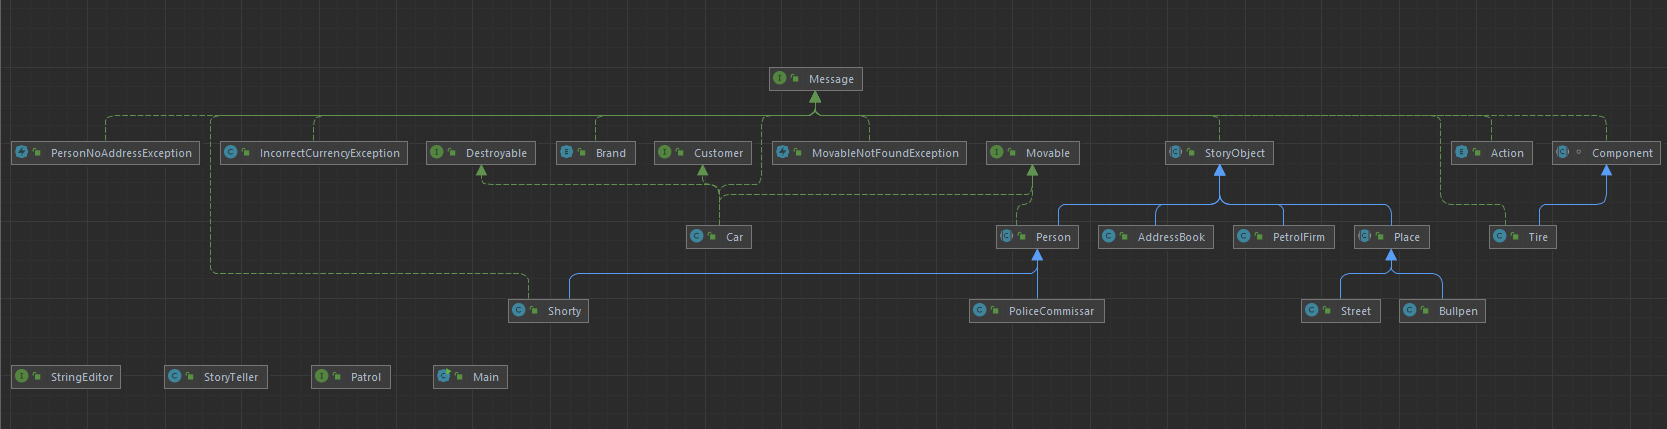 Message
PersonNoAddressException
IncorrectCurrencyException
Destroyable
Brand
Customer
MovableNotFoundException
Movable
StoryObject
Action
Component
Car
Person
AddressBook
PetrolFirm
Place
Tire
Shorty
PoliceCommissar
Street
Bullpen
StringEditor
StoryTeller
Patrol
Main